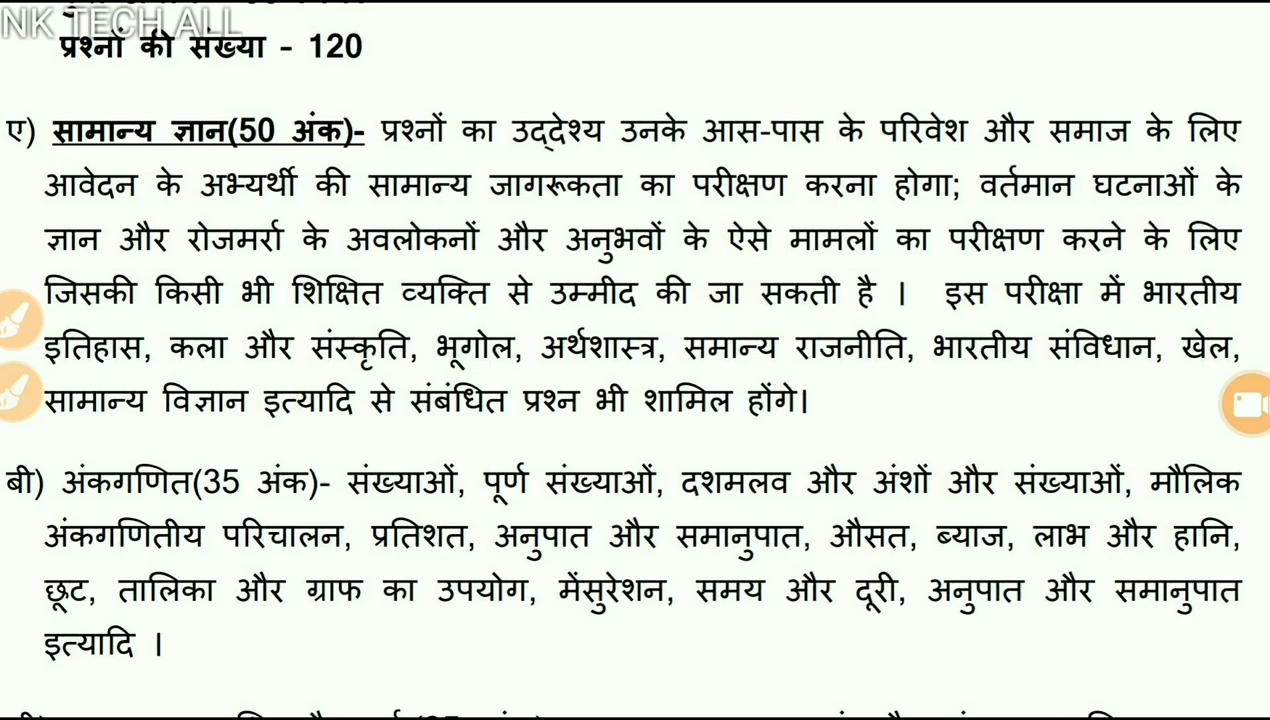 NK TECH ALL
प्रश्नों की संख्या - 120
ए) सामान्य ज्ञान(50 अंक)- प्रश्नों का उद्देश्य उनके आस-पास के परिवेश और समाज के लिए
आवेदन के अभ्यर्थी की सामान्य जागरूकता का परीक्षण करना होगा; वर्तमान घटनाओं के
ज्ञान और रोजमर्रा के अवलोकनों और अनुभवों के ऐसे मामलों का परीक्षण करने के लिए
जिसकी किसी भी शिक्षित व्यक्ति से उम्मीद की जा सकती है । इस परीक्षा में भारतीय
इतिहास, कला और संस्कृति, भूगोल, अर्थशास्त्र, समान्य राजनीति, भारतीय संविधान, खेल,
सामान्य विज्ञान इत्यादि से संबंधित प्रश्न भी शामिल होंगे।
बी) अंकगणित(35 अंक)- संख्याओं, पूर्ण संख्याओं, दशमलव और अंशों और संख्याओं, मौलिक
अंकगणितीय परिचालन, प्रतिशत, अनुपात और समानुपात, औसत, ब्याज, लाभ और हानि,
छूट, तालिका और ग्राफ का उपयोग, मेंसुरेशन, समय और दूरी, अनुपात और समानुपात
इत्यादि ।